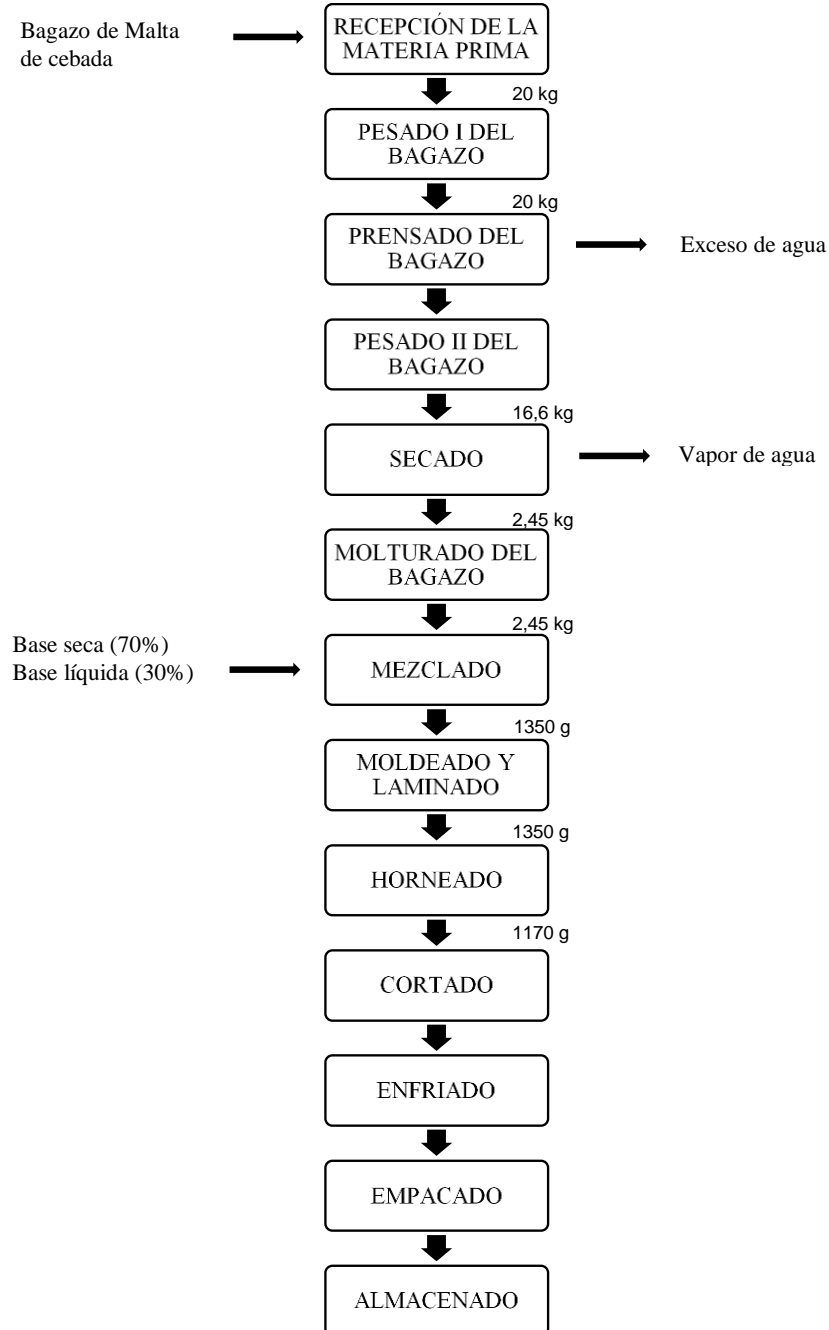 Bagazo de Malta
de cebada
RECEPCIÓN DE LA
MATERIA PRIMA
20 kg
PESADO I DEL
BAGAZO
20 kg
PRENSADO DEL
BAGAZO
Exceso de agua
PESADO II DEL
BAGAZO
16,6 kg
SECADO
Vapor de agua
2,45 kg
MOLTURADO DEL
BAGAZO
2,45 kg
Base seca (70%)
Base líquida (30%)
MEZCLADO
1350 g
MOLDEADO Y
LAMINADO
1350 g
HORNEADO
1170 g
CORTADO
ENFRIADO
EMPACADO
ALMACENADO